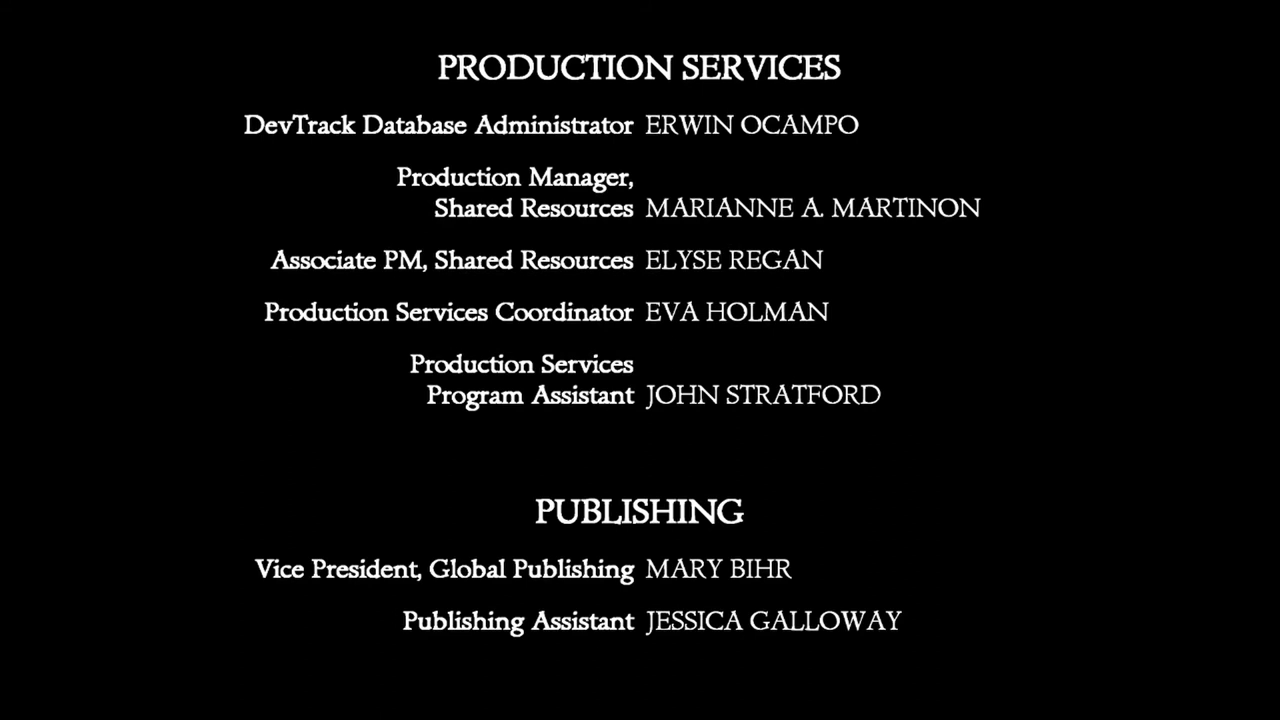 PRODUCTION SERVICES
DevTrack Database Administrator ERWIN OCAMPO
Production Manager,
Shared Resources MARIANNE A. MARTINON
Associate PM, Shared Resources ELYSE REGAN
Production Services Coordinator EVA HOLMAN
Production Services
Program Assistant JOHN STRATFORD
PUBLISHING
Vice President, Global Publishing MARY BIHR
Publishing Assistant JESSICA GALLOWAY